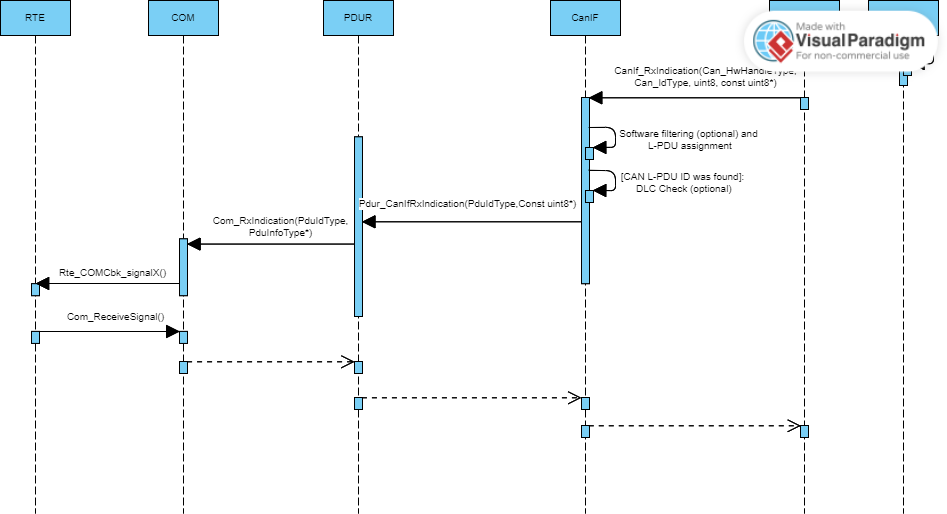 RTE
COM
PDUR
CanIF
Made with
Visual Paradigm
For non-commercial use
CanIf_RxIndication(Can_HwHandleType,
Can_IdType, uint8, const uint8*)
Software filtering (optional) and
L-PDU assignment
[CAN L-PDU ID was found]:
DLC Check (optional)
Pdur_CanIfRxIndication(PduIdType,Const uint8*)
Com_RxIndication(PduIdType,
PduInfoType*)
Rte_COMCbk_signalX()
Com_ReceiveSignal()